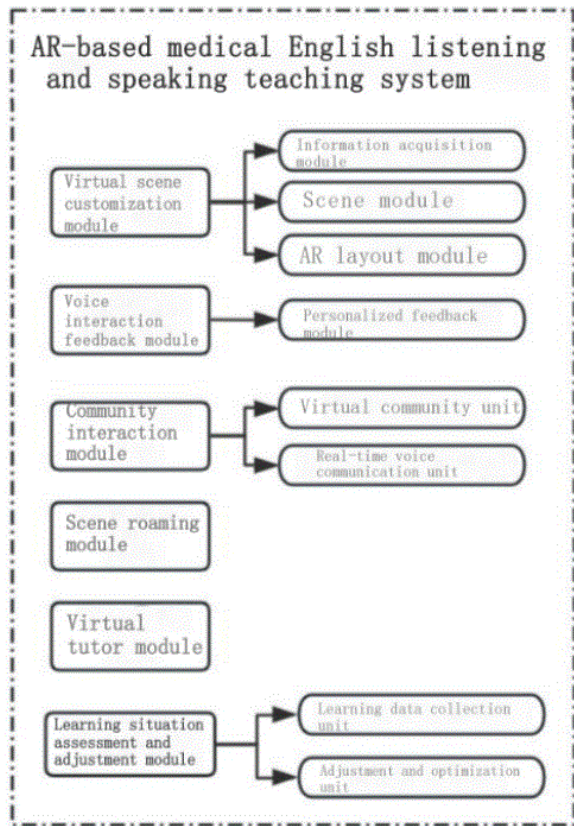 AR-based medical English listening
and speaking teaching system
Virtual scene
customization
module
Information acquisition
module
Scene module
AR layout module
Voice
interaction
feedback module
Personalized feedback
module
Community
interaction
module
Virtual community unit
Real-time voice
communication unit
Scene roaming
module
Virtual
tutor module
Learning situation
assessment and
adjustment module
Learning data collection
unit
Adjustment and optimization
unit